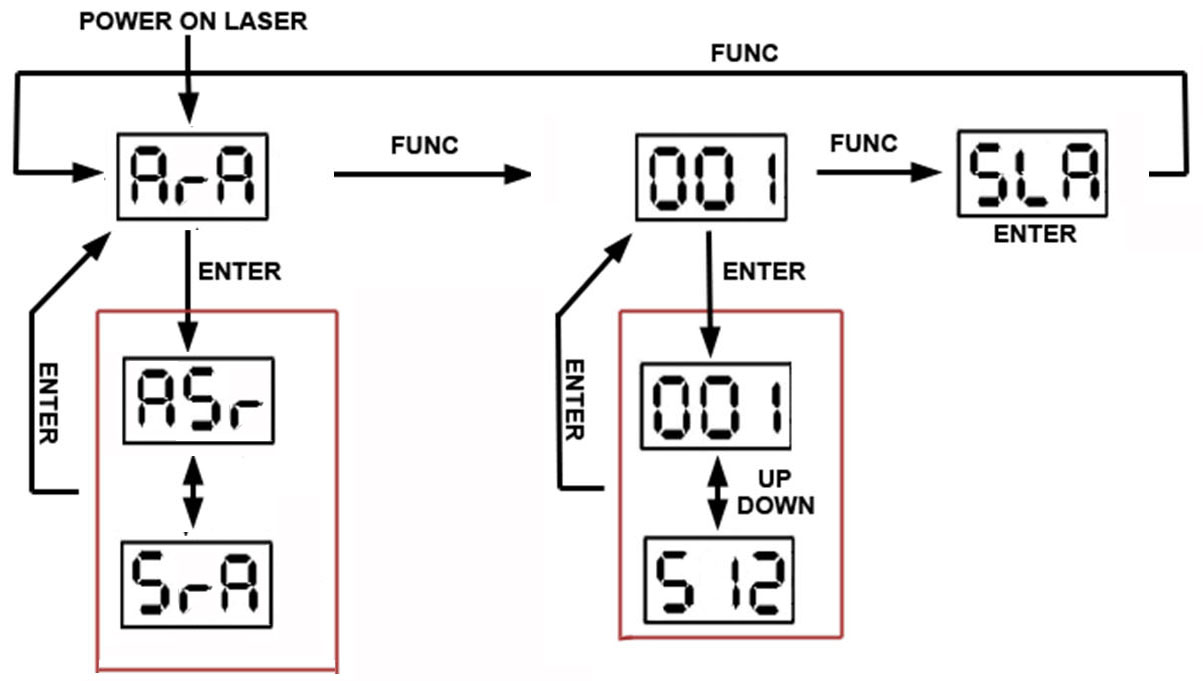 POWER ON LASER
FUNC
ArA
FUNC
001
FUNC
SLA
ENTER
ENTER
ENTER
ENTER
ASr
ENTER
001
UP
DOWN
SrA
512